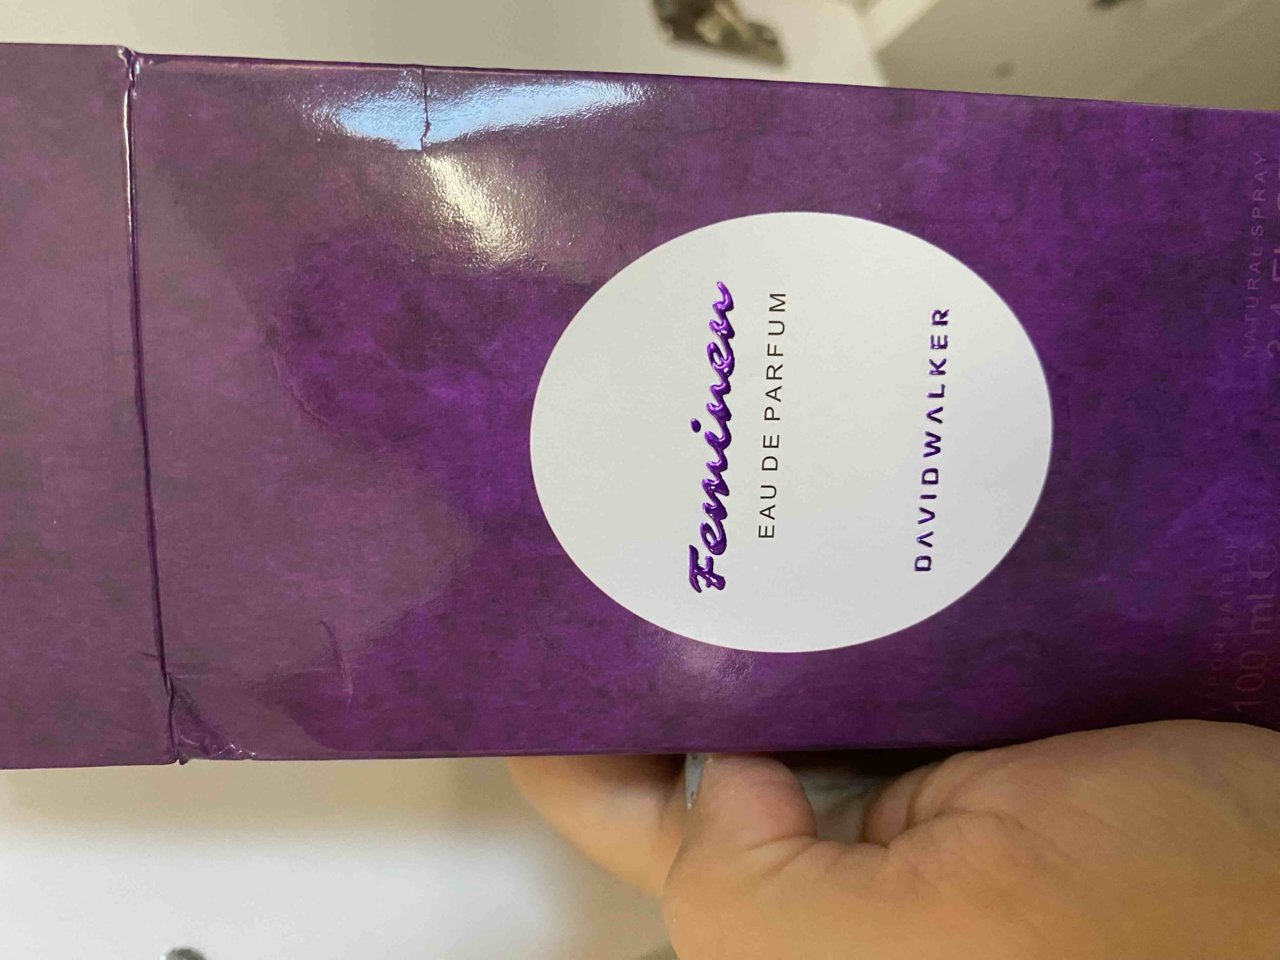 Feminen
EAU DE PARFUM
DAVIDWALKER
NATURAL SPRAY
100 ml